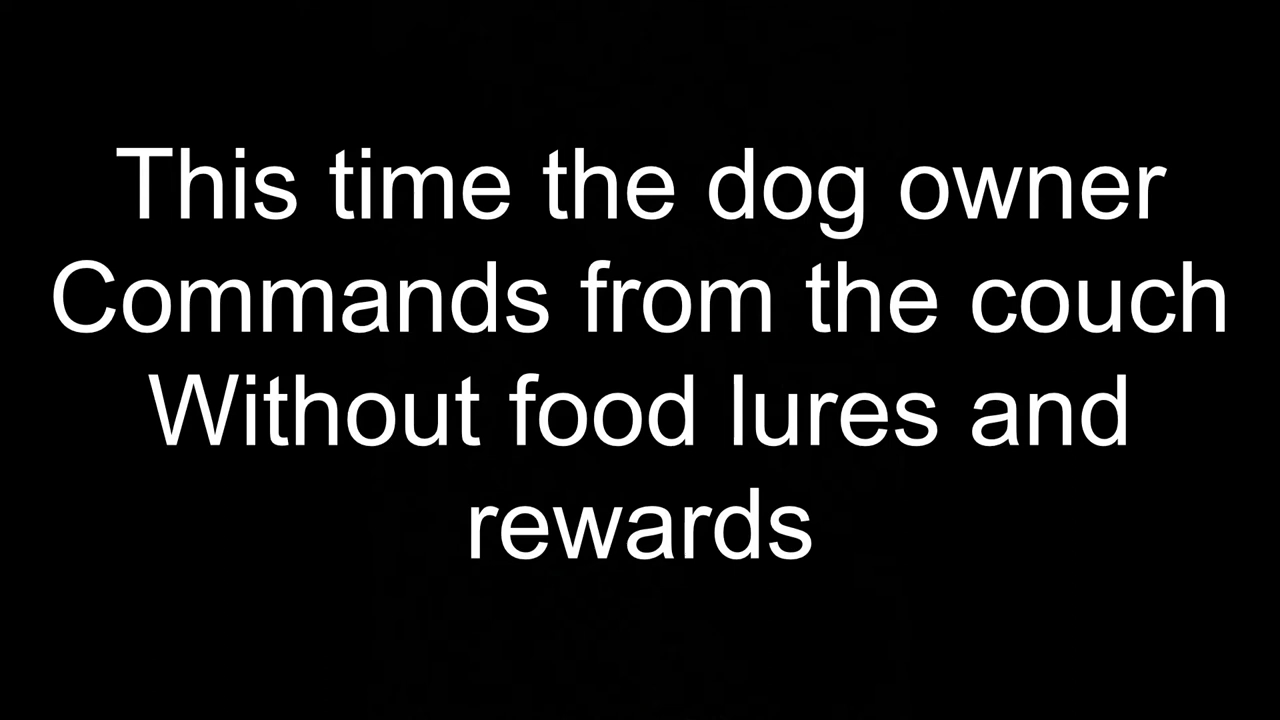 This time the dog owner
Commands from the couch
Without food lures and
rewards